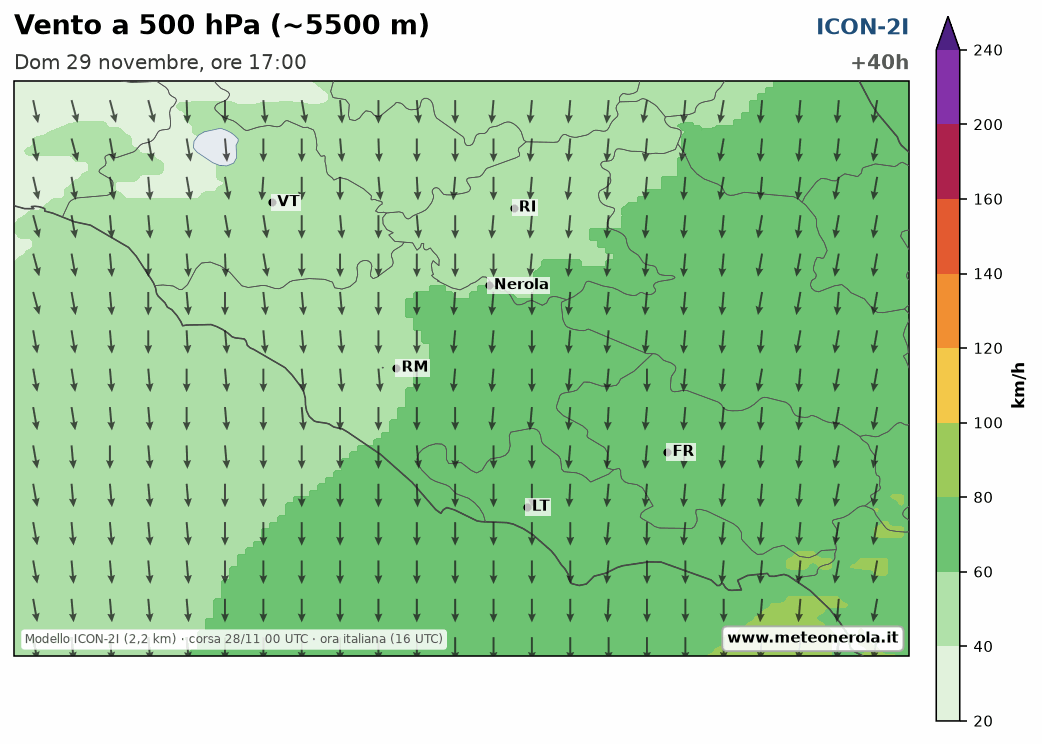 Vento a 500 hPa (~5500 m)
ICON-2I
Dom 29 novembre, ore 17:00
+40h
240
200
160
140
120
100
80
60
40
20
km/h
VT
RI
Nerola
RM
FR
LT
Modello ICON-2I (2,2 km) · corsa 28/11 00 UTC · ora italiana (16 UTC)
www.meteonerola.it